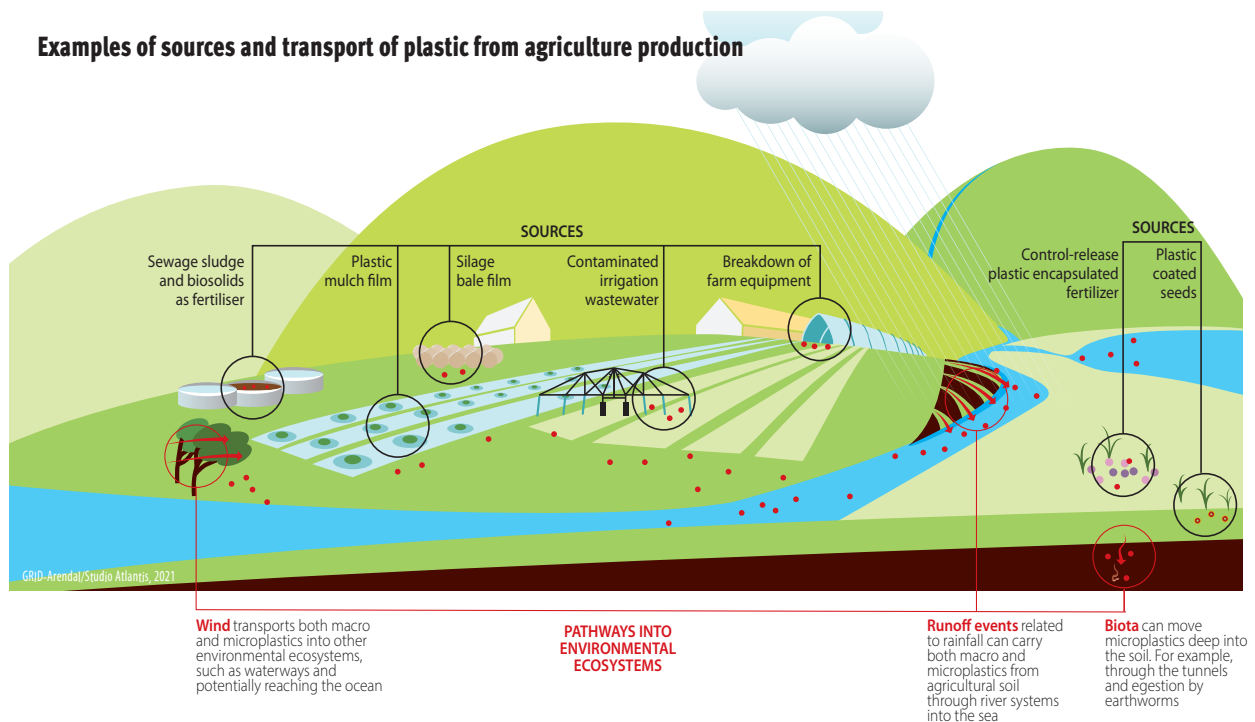 Examples of sources and transport of plastic from agriculture production
SOURCES
Sewage sludge
and biosolids
as fertiliser
Plastic
mulch film
Silage
bale film
Contaminated
irrigation
wastewater
Breakdown of
farm equipment
SOURCES
Control-release
plastic encapsulated
fertilizer
Plastic
coated
seeds
GRID-Arendal/Studio Atlantis, 2021
Wind transports both macro
and microplastics into other
environmental ecosystems,
such as waterways and
potentially reaching the ocean
PATHWAYS INTO
ENVIRONMENTAL
ECOSYSTEMS
Runoff events related
to rainfall can carry
both macro and
microplastics from
agricultural soil
through river systems
into the sea
Biota can move
microplastics deep into
the soil. For example,
through the tunnels
and egestion by
earthworms